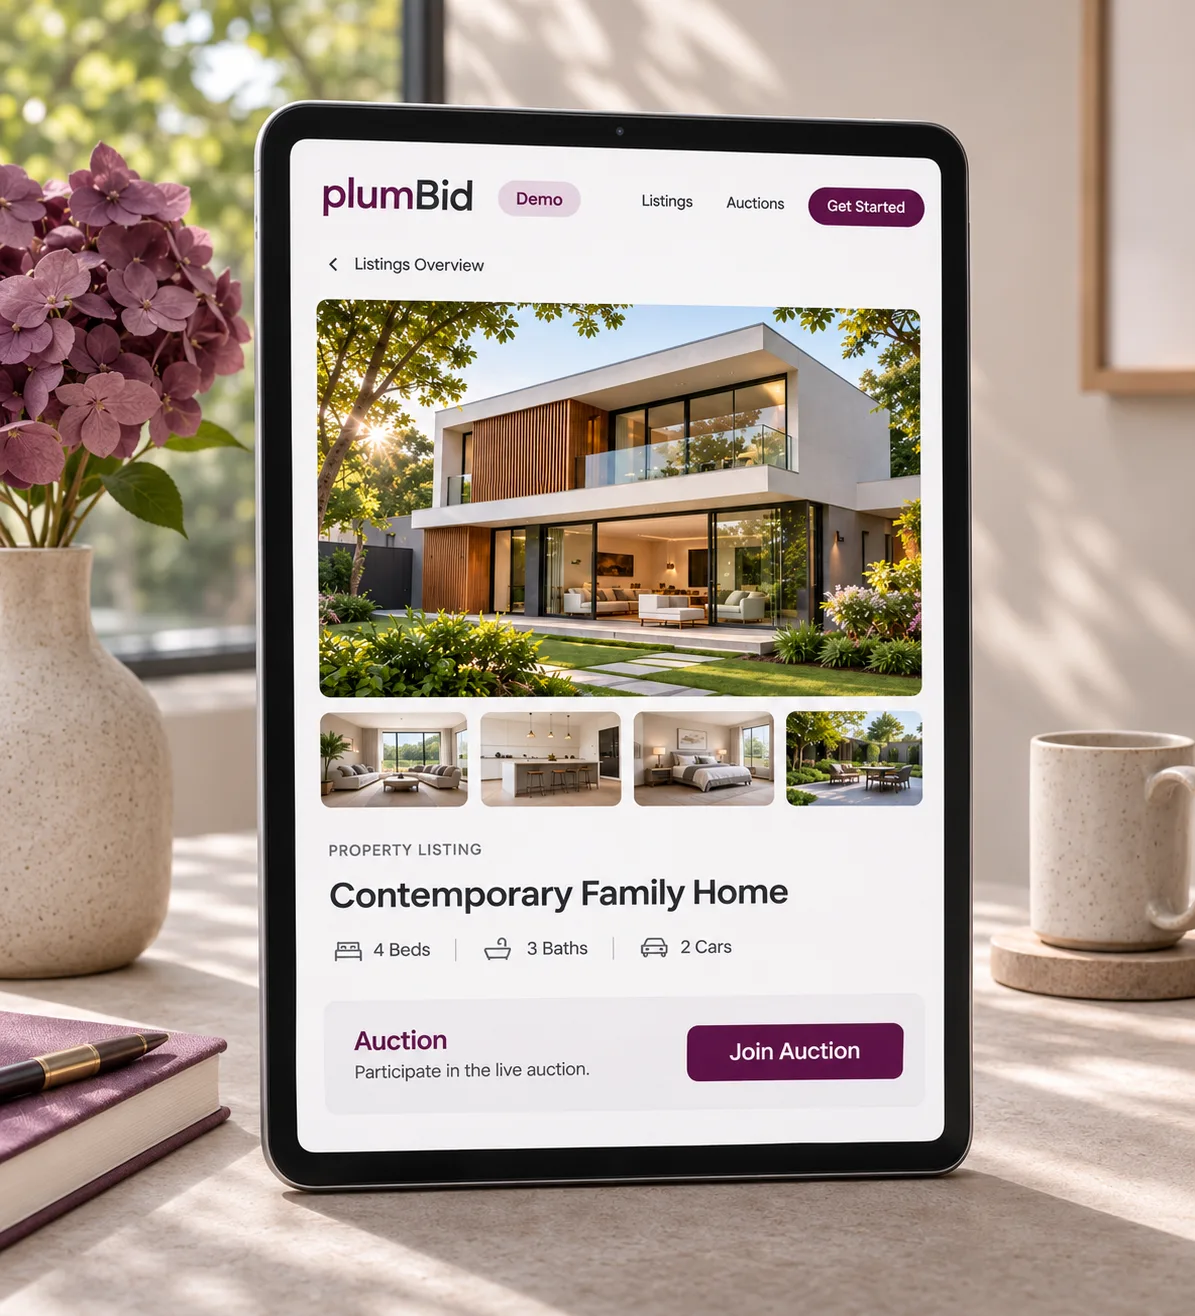 plumBid
Demo
Listings
Auctions
Get Started
Listings Overview
PROPERTY LISTING
Contemporary Family Home
4 Beds
3 Baths
2 Cars
Auction
Participate in the live auction.
Join Auction